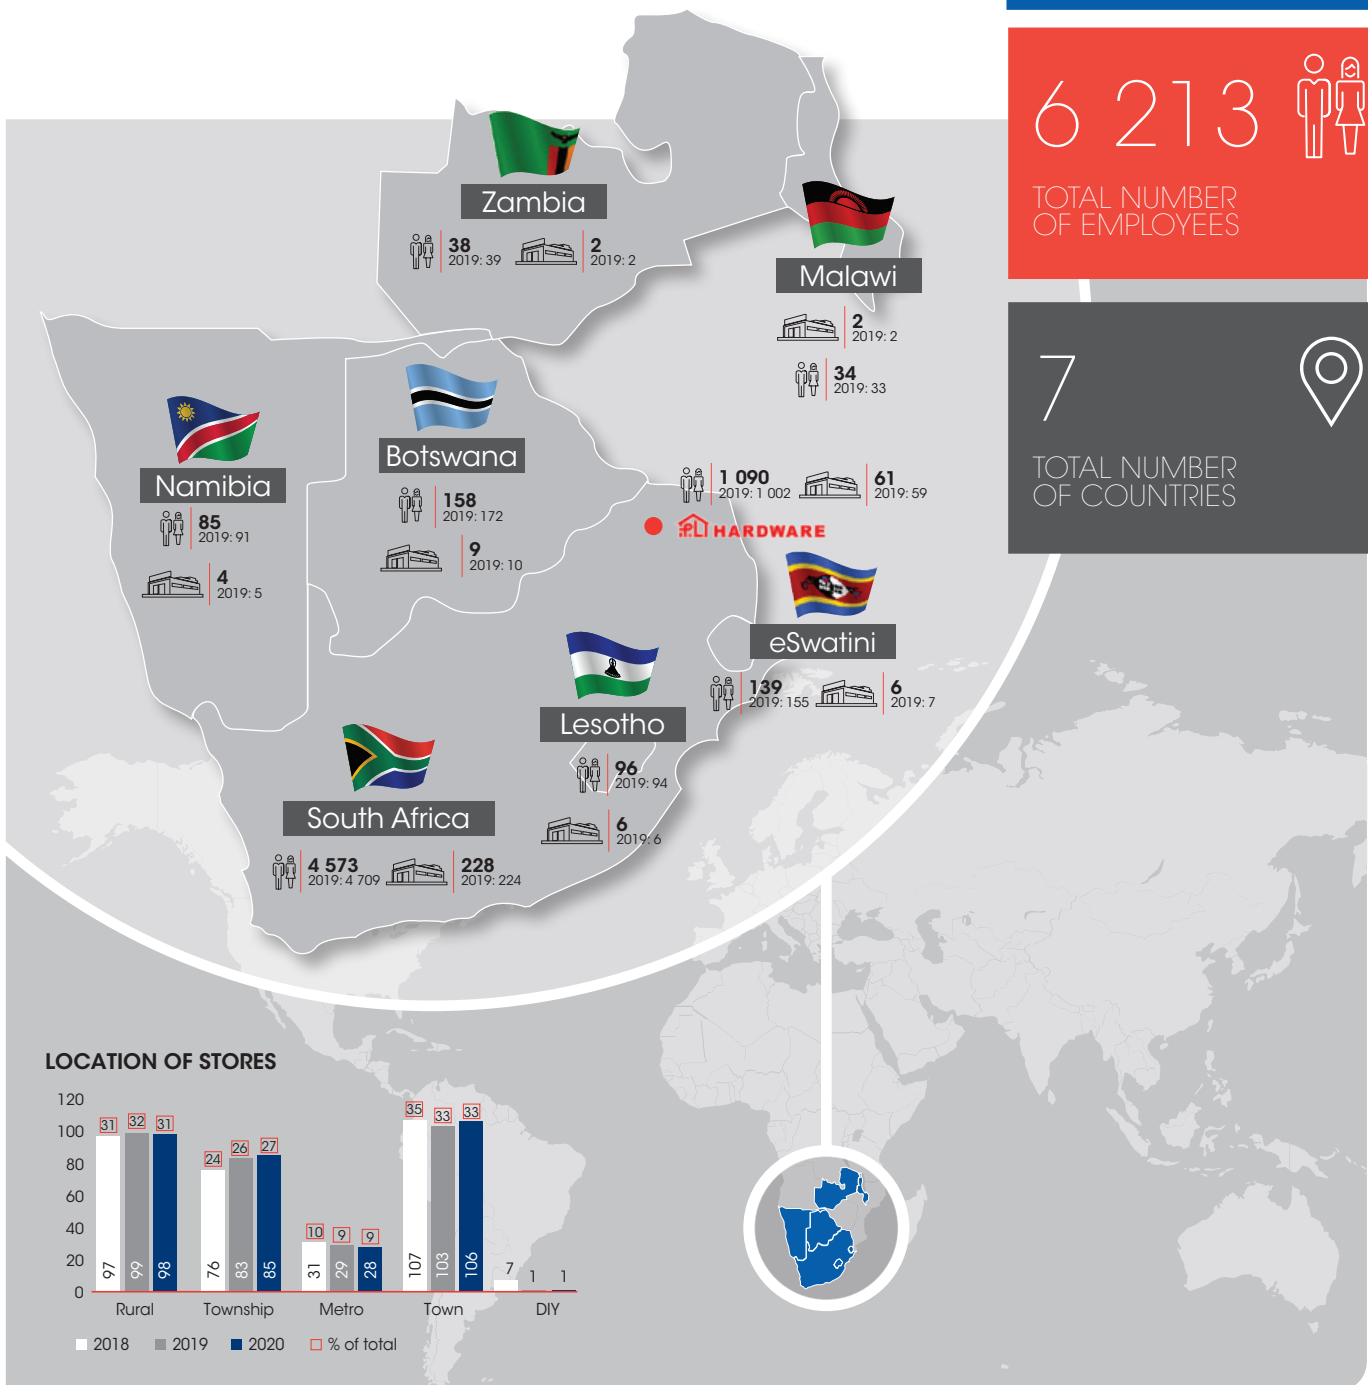 6 213
TOTAL NUMBER
OF EMPLOYEES
7
TOTAL NUMBER
OF COUNTRIES
Zambia
38
2019: 39
2
2019: 2
Malawi
2
2019: 2
34
2019: 33
Namibia
85
2019: 91
4
2019: 5
Botswana
158
2019: 172
9
2019: 10
1 090
2019: 1 002
61
2019: 59
HARDWARE
eSwatini
139
2019: 155
6
2019: 7
Lesotho
96
2019: 94
6
2019: 6
South Africa
4 573
2019: 4 709
228
2019: 224
LOCATION OF STORES
120
100
80
60
40
20
0
31 32 31
97 99 98
Rural
24 26 27
76 83 85
Township
10 9 9
31 29 28
Metro
35 33 33
107 103 106
Town
7 1 1
DIY
2018 2019 2020 % of total